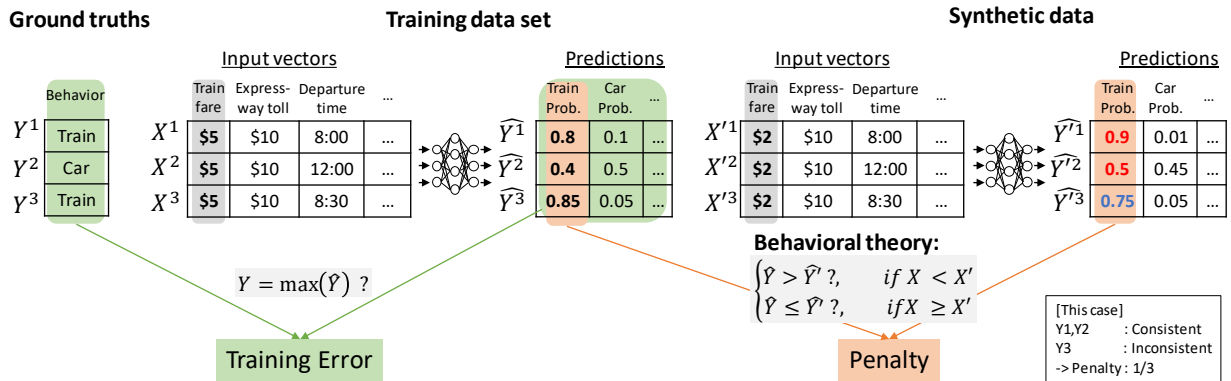 Ground truths
Training data set
Synthetic data
Input vectors
Predictions
Input vectors
Predictions
Behavior
Y¹ Train
Y² Car
Y³ Train
Train fare Express-way toll Departure time ...
X¹ $5 $10 8:00 ...
X² $5 $10 12:00 ...
X³ $5 $10 8:30 ...
Train Prob. Car Prob. ...
Ŷ¹ 0.8 0.1 ...
Ŷ² 0.4 0.5 ...
Ŷ³ 0.85 0.05 ...
Train fare Express-way toll Departure time ...
X'¹ $2 $10 8:00 ...
X'² $2 $10 12:00 ...
X'³ $2 $10 8:30 ...
Train Prob. Car Prob. ...
Ŷ'¹ 0.9 0.01 ...
Ŷ'² 0.5 0.45 ...
Ŷ'³ 0.75 0.05 ...
Y = max(Ŷ) ?
Behavioral theory:
Ŷ > Ŷ' ?, if X < X'
Ŷ ≤ Ŷ' ?, if X ≥ X'
Training Error
Penalty
[This case]
Y1,Y2 : Consistent
Y3 : Inconsistent
-> Penalty : 1/3